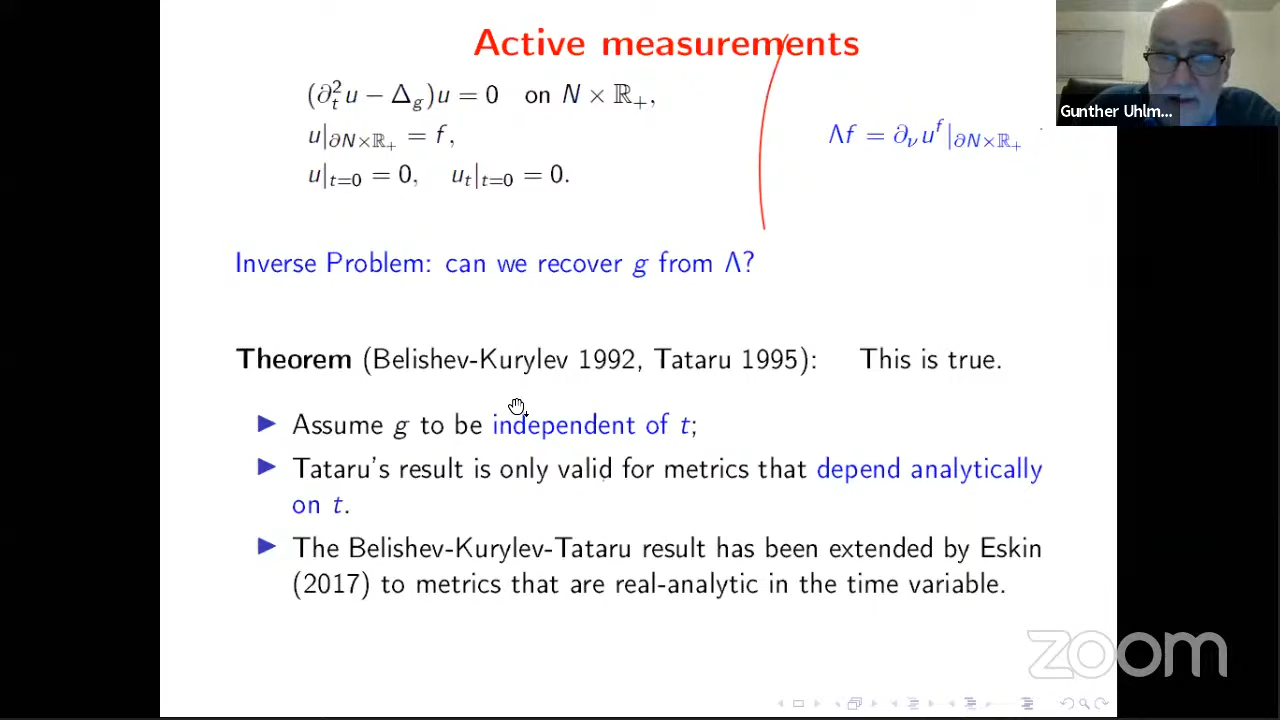 Active measurements
(∂²ₜu − Δ_g)u = 0 on N × ℝ₊,
u|∂N×ℝ₊ = f,
Λf = ∂_νu^f|∂N×ℝ₊
u|t=0 = 0, uₜ|t=0 = 0.
Inverse Problem: can we recover g from Λ?
Theorem (Belishev-Kurylev 1992, Tataru 1995): This is true.
▶ Assume g to be independent of t;
▶ Tataru's result is only valid for metrics that depend analytically
on t.
▶ The Belishev-Kurylev-Tataru result has been extended by Eskin
(2017) to metrics that are real-analytic in the time variable.
Gunther Uhlm...
zoom